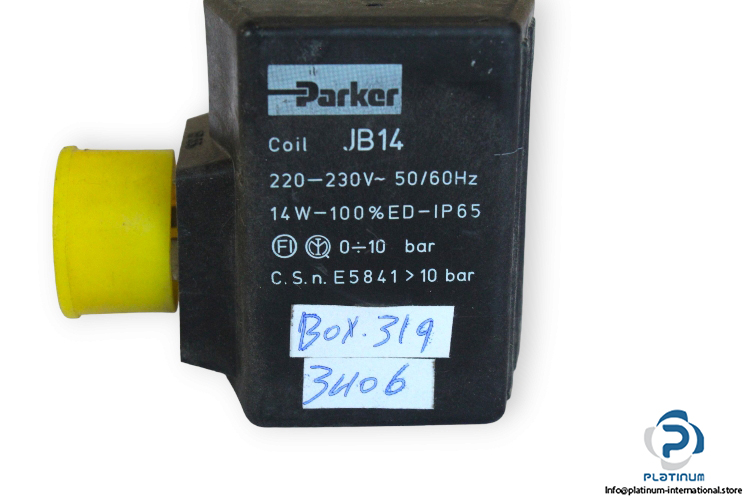 Parker
Coil JB14
220-230V~ 50/60Hz
14W-100%ED-IP65
FI 0÷10 bar
C.S.n. E5841 > 10 bar
BOX.319
3406
PLATINUM
Info@platinum-international.store